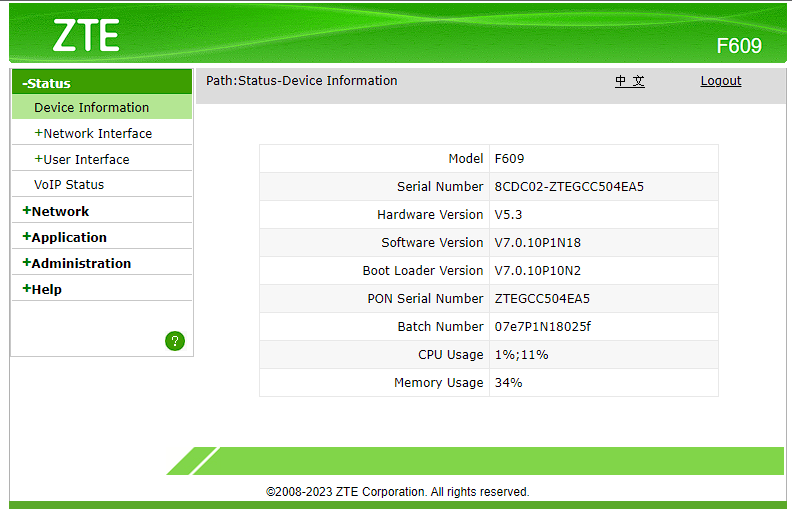 ZTE
F609
-Status
Device Information
+Network Interface
+User Interface
VoIP Status
+Network
+Application
+Administration
+Help
?
Path:Status-Device Information
中 文
Logout
Model F609
Serial Number 8CDC02-ZTEGCC504EA5
Hardware Version V5.3
Software Version V7.0.10P1N18
Boot Loader Version V7.0.10P10N2
PON Serial Number ZTEGCC504EA5
Batch Number 07e7P1N18025f
CPU Usage 1%;11%
Memory Usage 34%
©2008-2023 ZTE Corporation. All rights reserved.